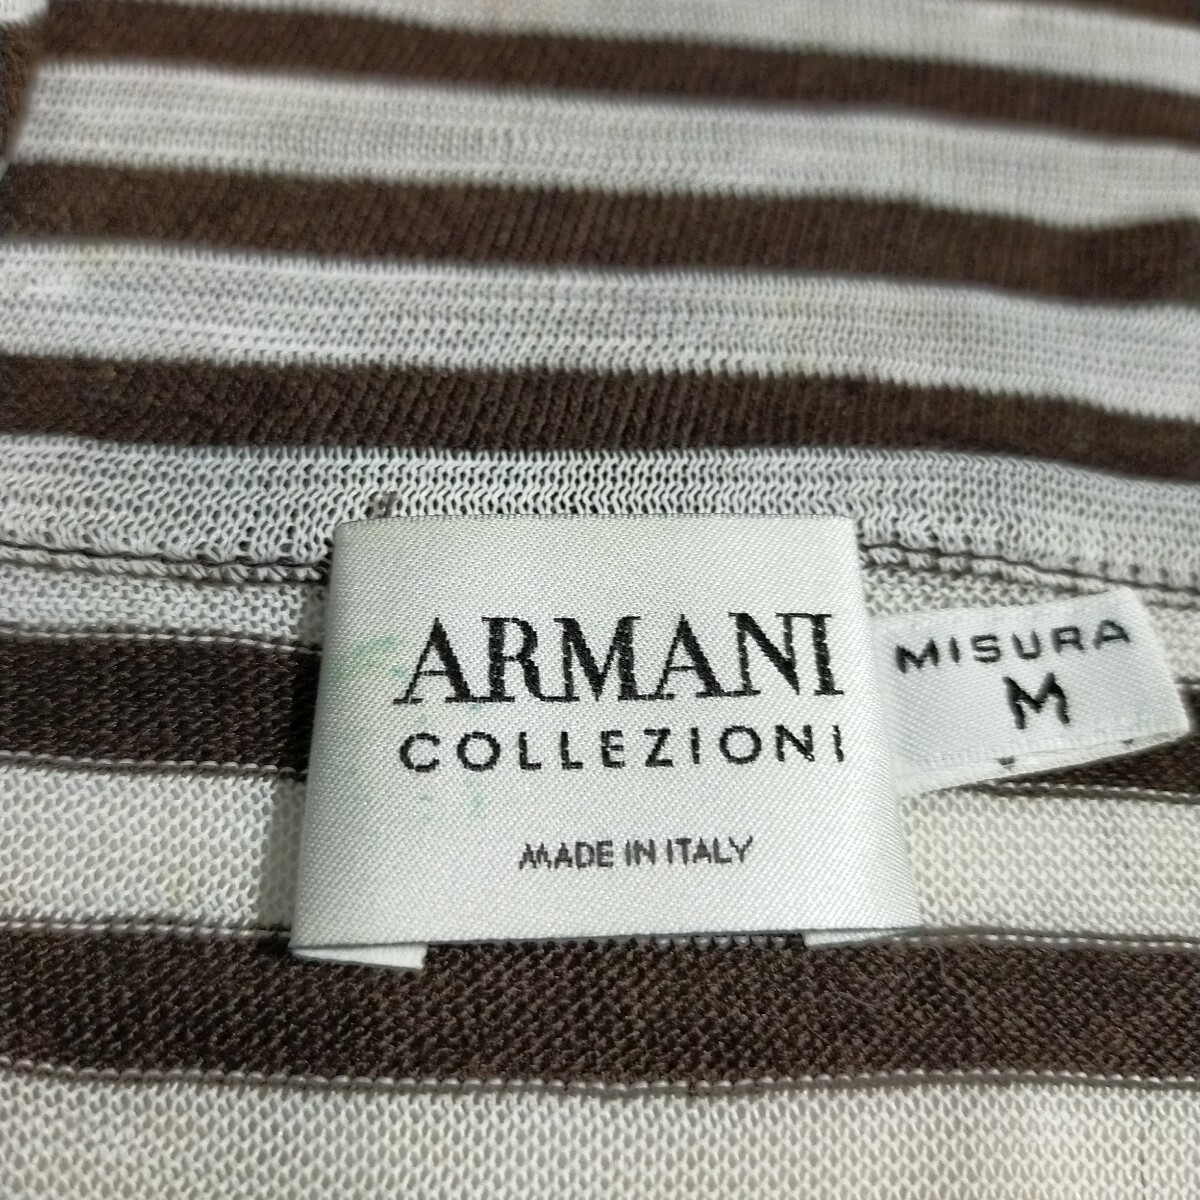 ARMANI
COLLEZIONI
MADE IN ITALY
MISURA
M